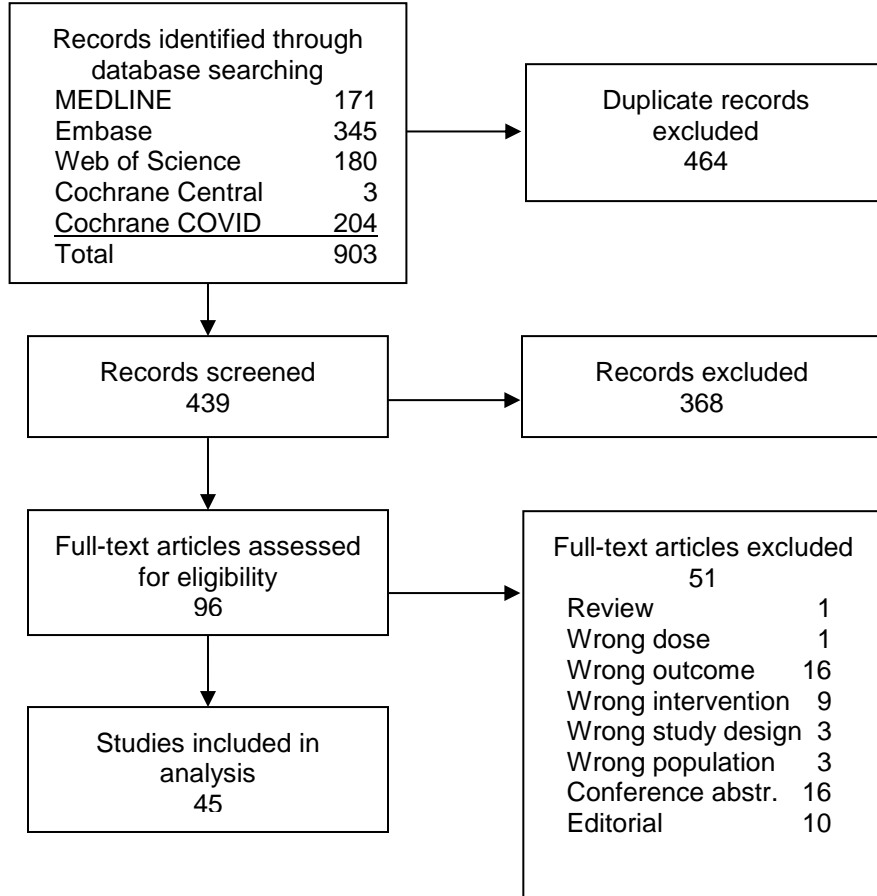 Records identified through
database searching
MEDLINE 171
Embase 345
Web of Science 180
Cochrane Central 3
Cochrane COVID 204
Total 903
Duplicate records
excluded
464
Records screened
439
Records excluded
368
Full-text articles assessed
for eligibility
96
Full-text articles excluded
51
Review 1
Wrong dose 1
Wrong outcome 16
Wrong intervention 9
Wrong study design 3
Wrong population 3
Conference abstr. 16
Editorial 10
Studies included in
analysis
45